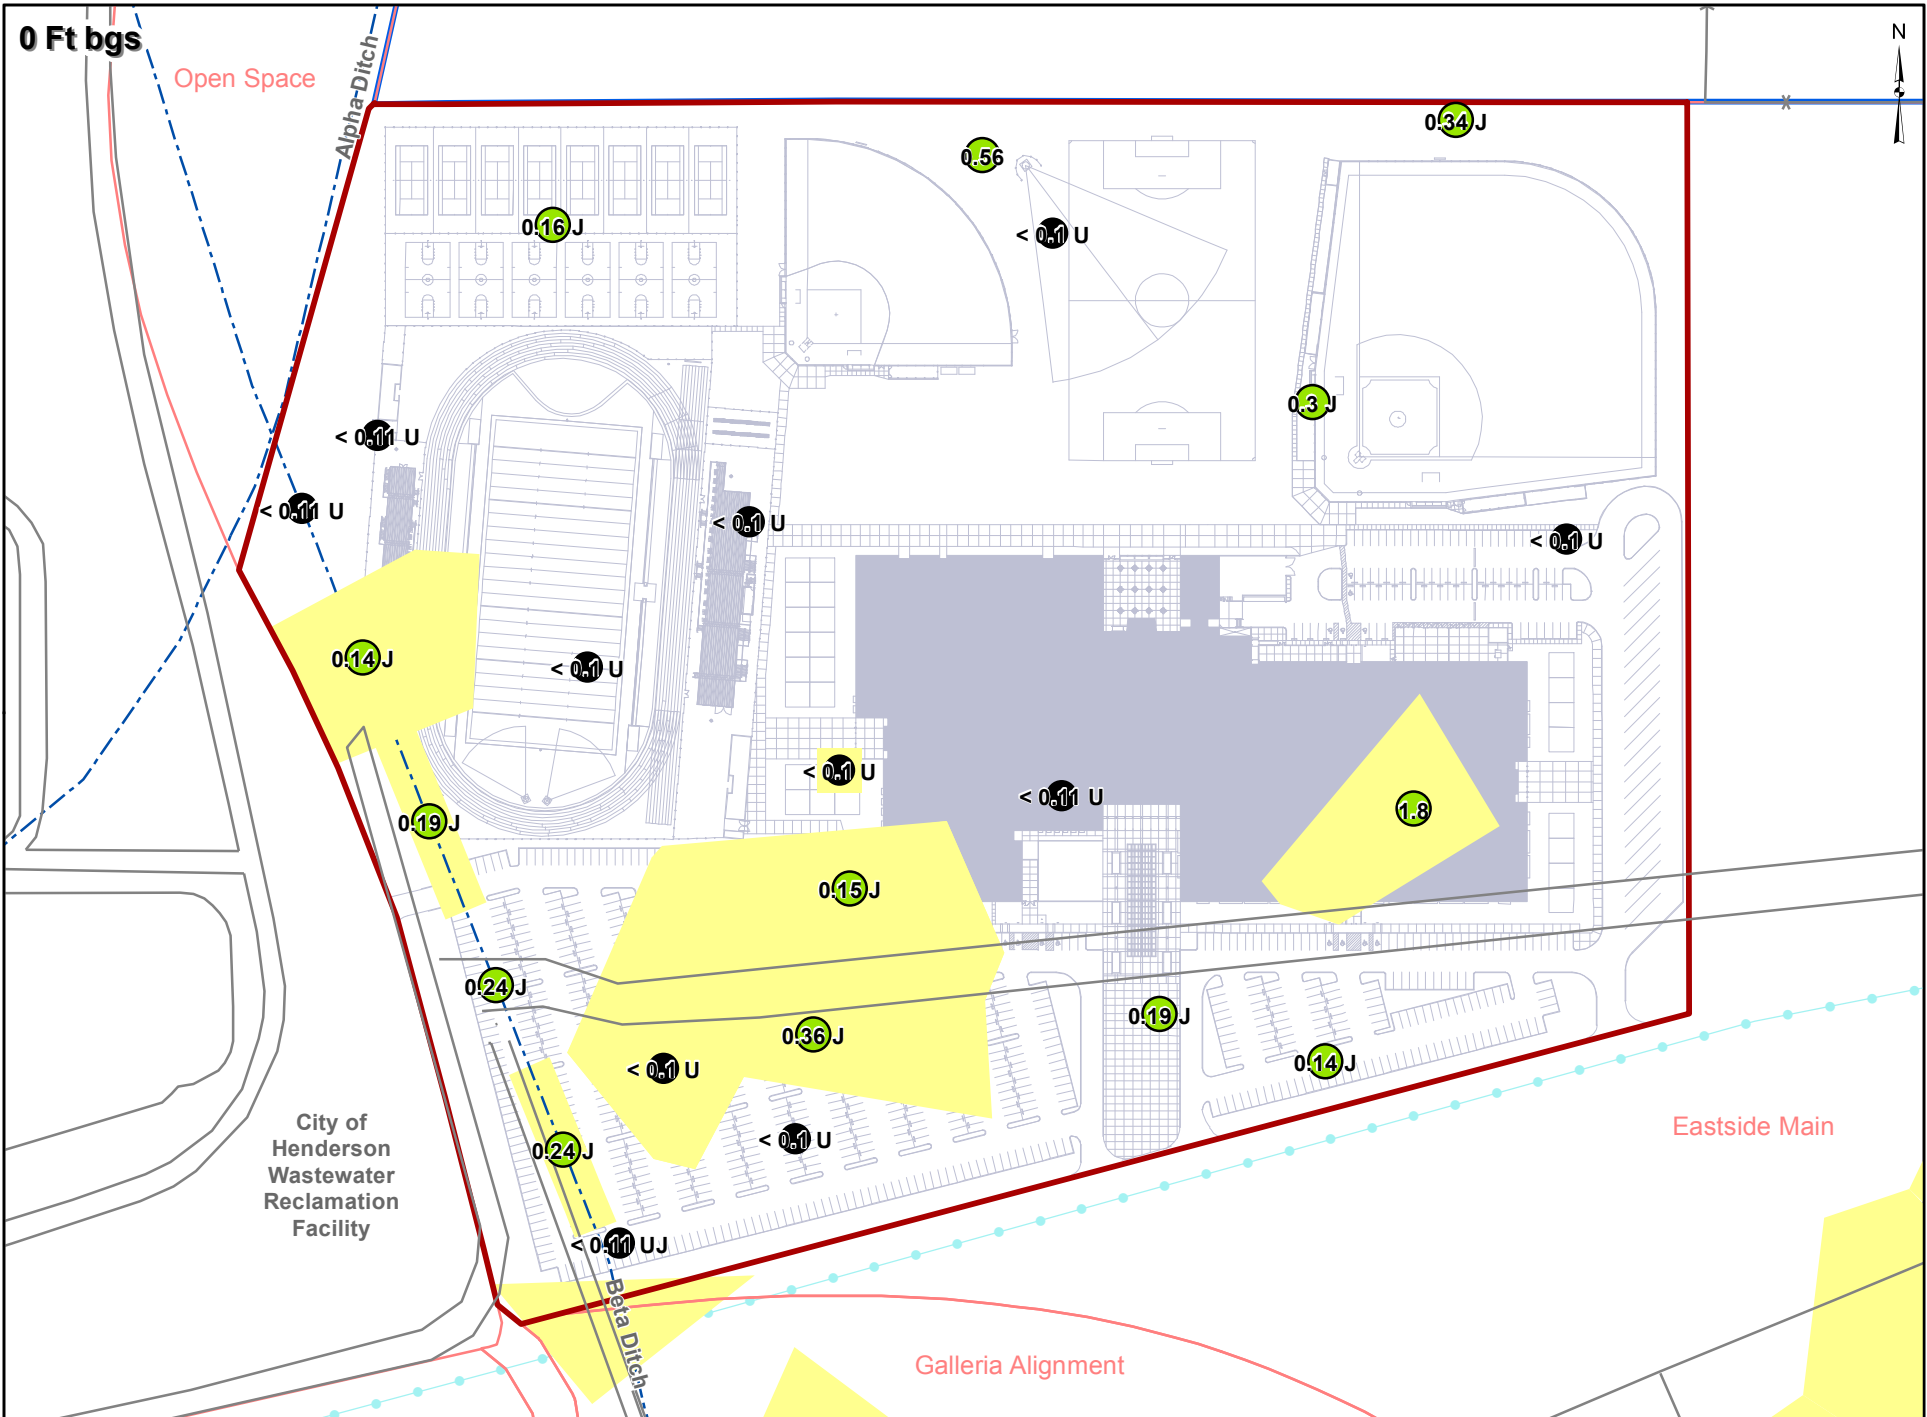 0 Ft bgs
N
Open Space
Alpha Ditch
0.34 J
0.56
0.16 J
< 0.1 U
0.3 J
< 0.11 U
< 0.11 U
< 0.1 U
< 0.1 U
0.14 J
< 0.1 U
< 0.1 U
< 0.11 U
1.8
0.19 J
0.15 J
0.24 J
0.19 J
0.36 J
< 0.1 U
0.14 J
City of
Henderson
Wastewater
Reclamation
Facility
Eastside Main
< 0.1 U
0.24 J
< 0.11 UJ
Beta Ditch
Galleria Alignment